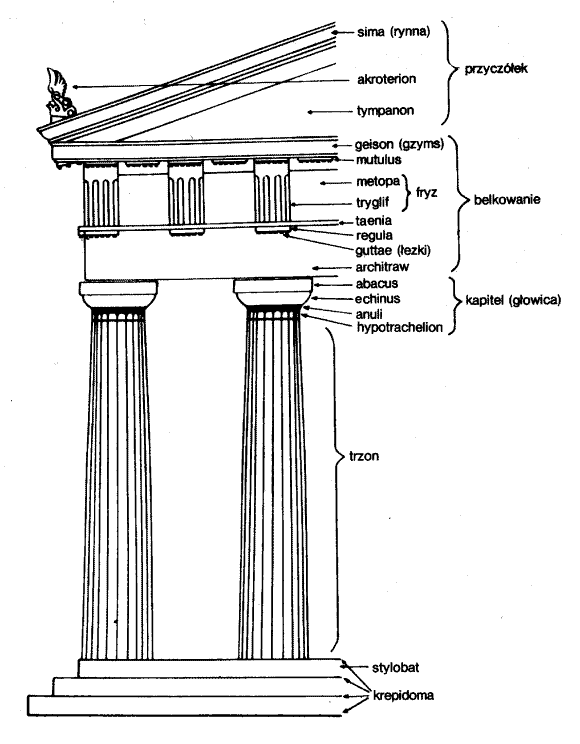 sima (rynna)
przyczółek
akroterion
tympanon
geison (gzyms)
mutulus
metopa
fryz
belkowanie
tryglif
taenia
regula
guttae (łezki)
architraw
abacus
echinus
kapitel (głowica)
anuli
hypotrachelion
trzon
stylobat
krepidoma